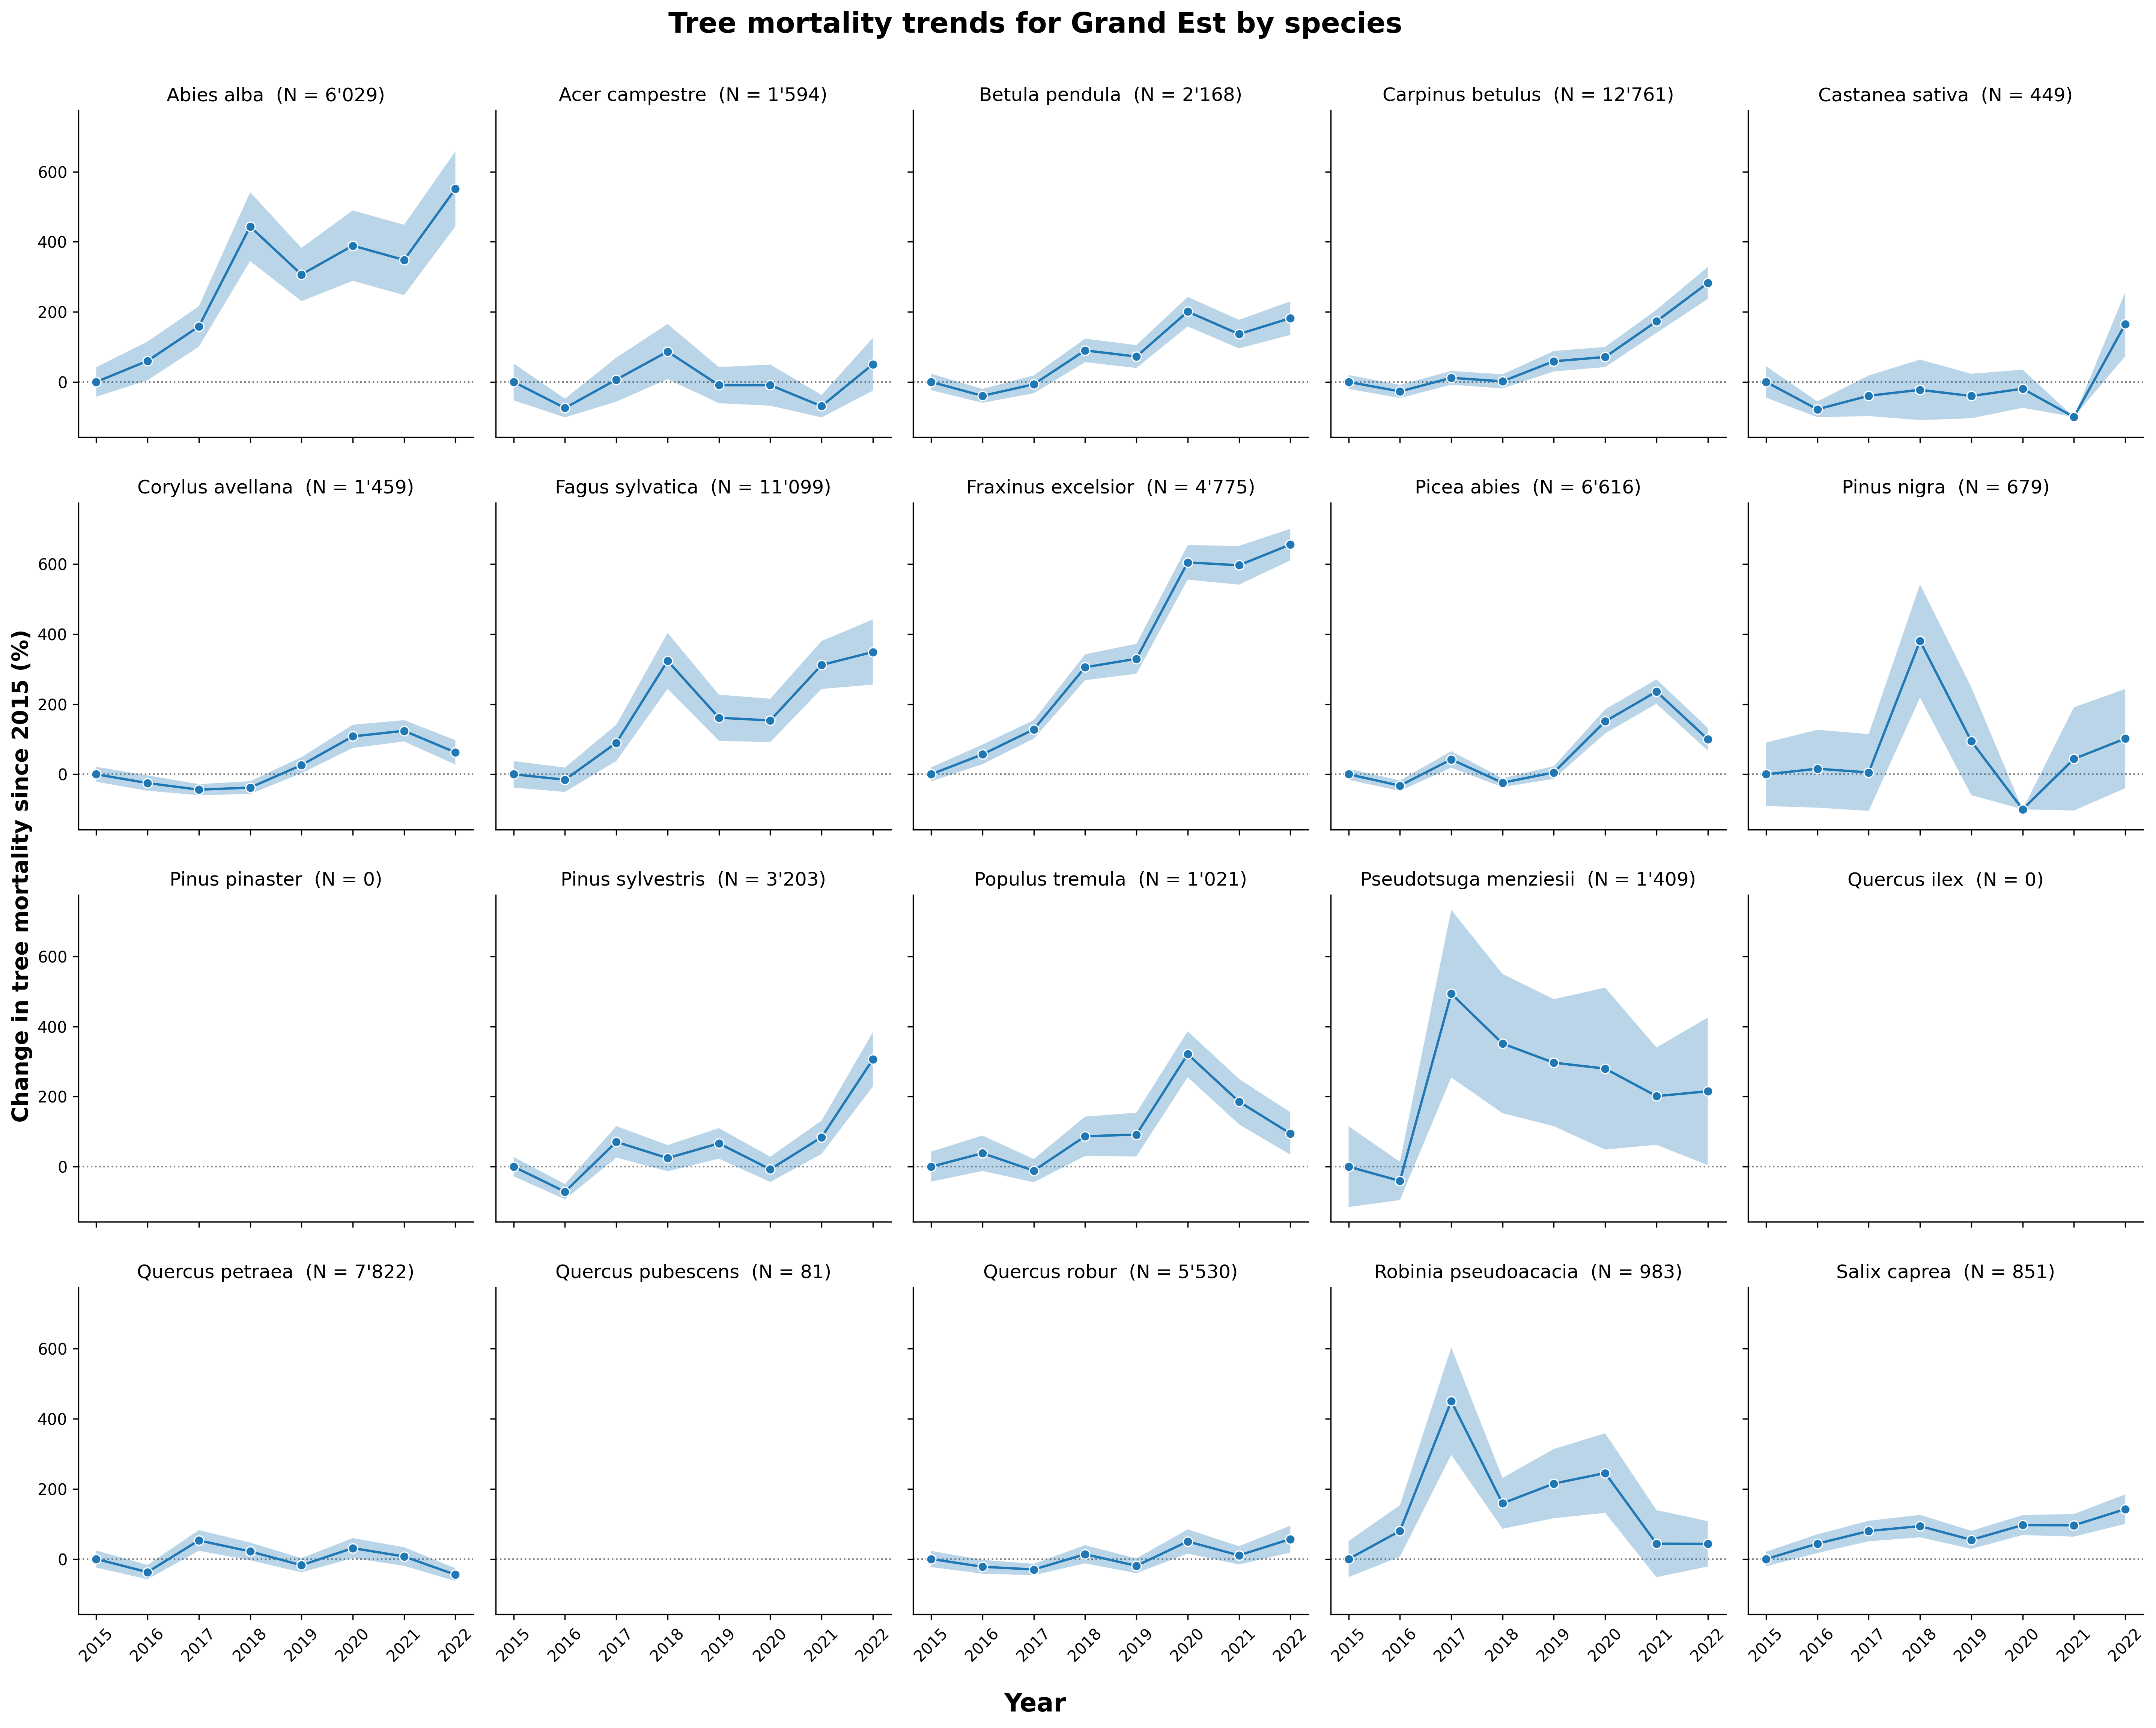 Tree mortality trends for Grand Est by species
Abies alba  (N = 6'029)
Acer campestre  (N = 1'594)
Betula pendula  (N = 2'168)
Carpinus betulus  (N = 12'761)
Castanea sativa  (N = 449)
600
400
200
0
Corylus avellana  (N = 1'459)
Fagus sylvatica  (N = 11'099)
Fraxinus excelsior  (N = 4'775)
Picea abies  (N = 6'616)
Pinus nigra  (N = 679)
600
400
200
0
Change in tree mortality since 2015 (%)
Pinus pinaster  (N = 0)
Pinus sylvestris  (N = 3'203)
Populus tremula  (N = 1'021)
Pseudotsuga menziesii  (N = 1'409)
Quercus ilex  (N = 0)
600
400
200
0
Quercus petraea  (N = 7'822)
Quercus pubescens  (N = 81)
Quercus robur  (N = 5'530)
Robinia pseudoacacia  (N = 983)
Salix caprea  (N = 851)
600
400
200
0
2015 2016 2017 2018 2019 2020 2021 2022
2015 2016 2017 2018 2019 2020 2021 2022
2015 2016 2017 2018 2019 2020 2021 2022
2015 2016 2017 2018 2019 2020 2021 2022
2015 2016 2017 2018 2019 2020 2021 2022
Year